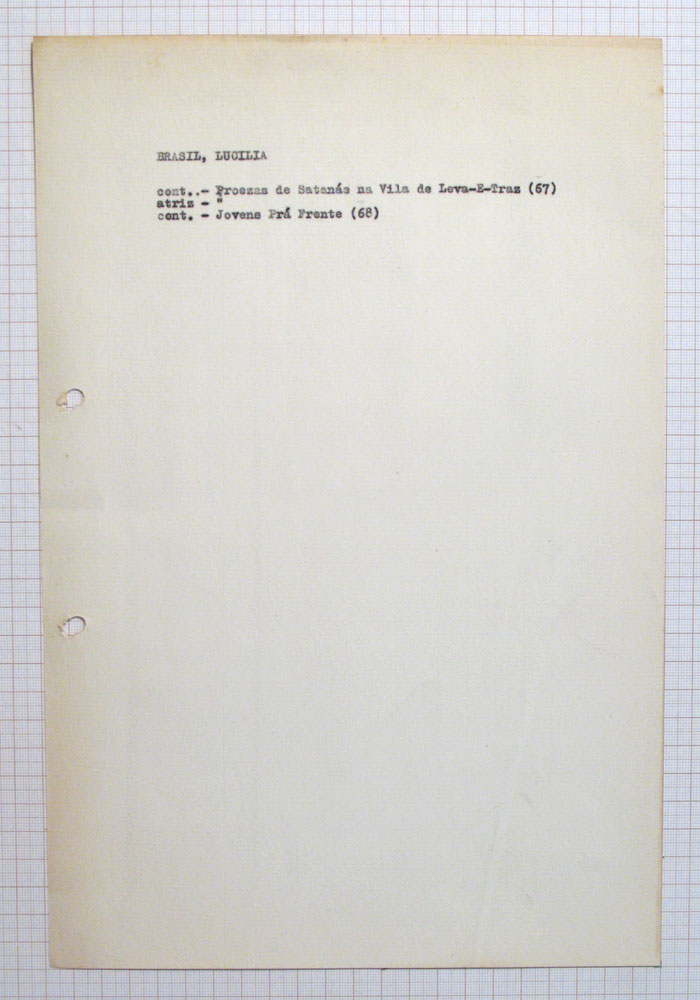 BRASIL, LUCILIA
cont..- Proezas de Satanás na Vila de Leva-E-Traz (67)
atriz - "
cont. - Jovens Prá Frente (68)